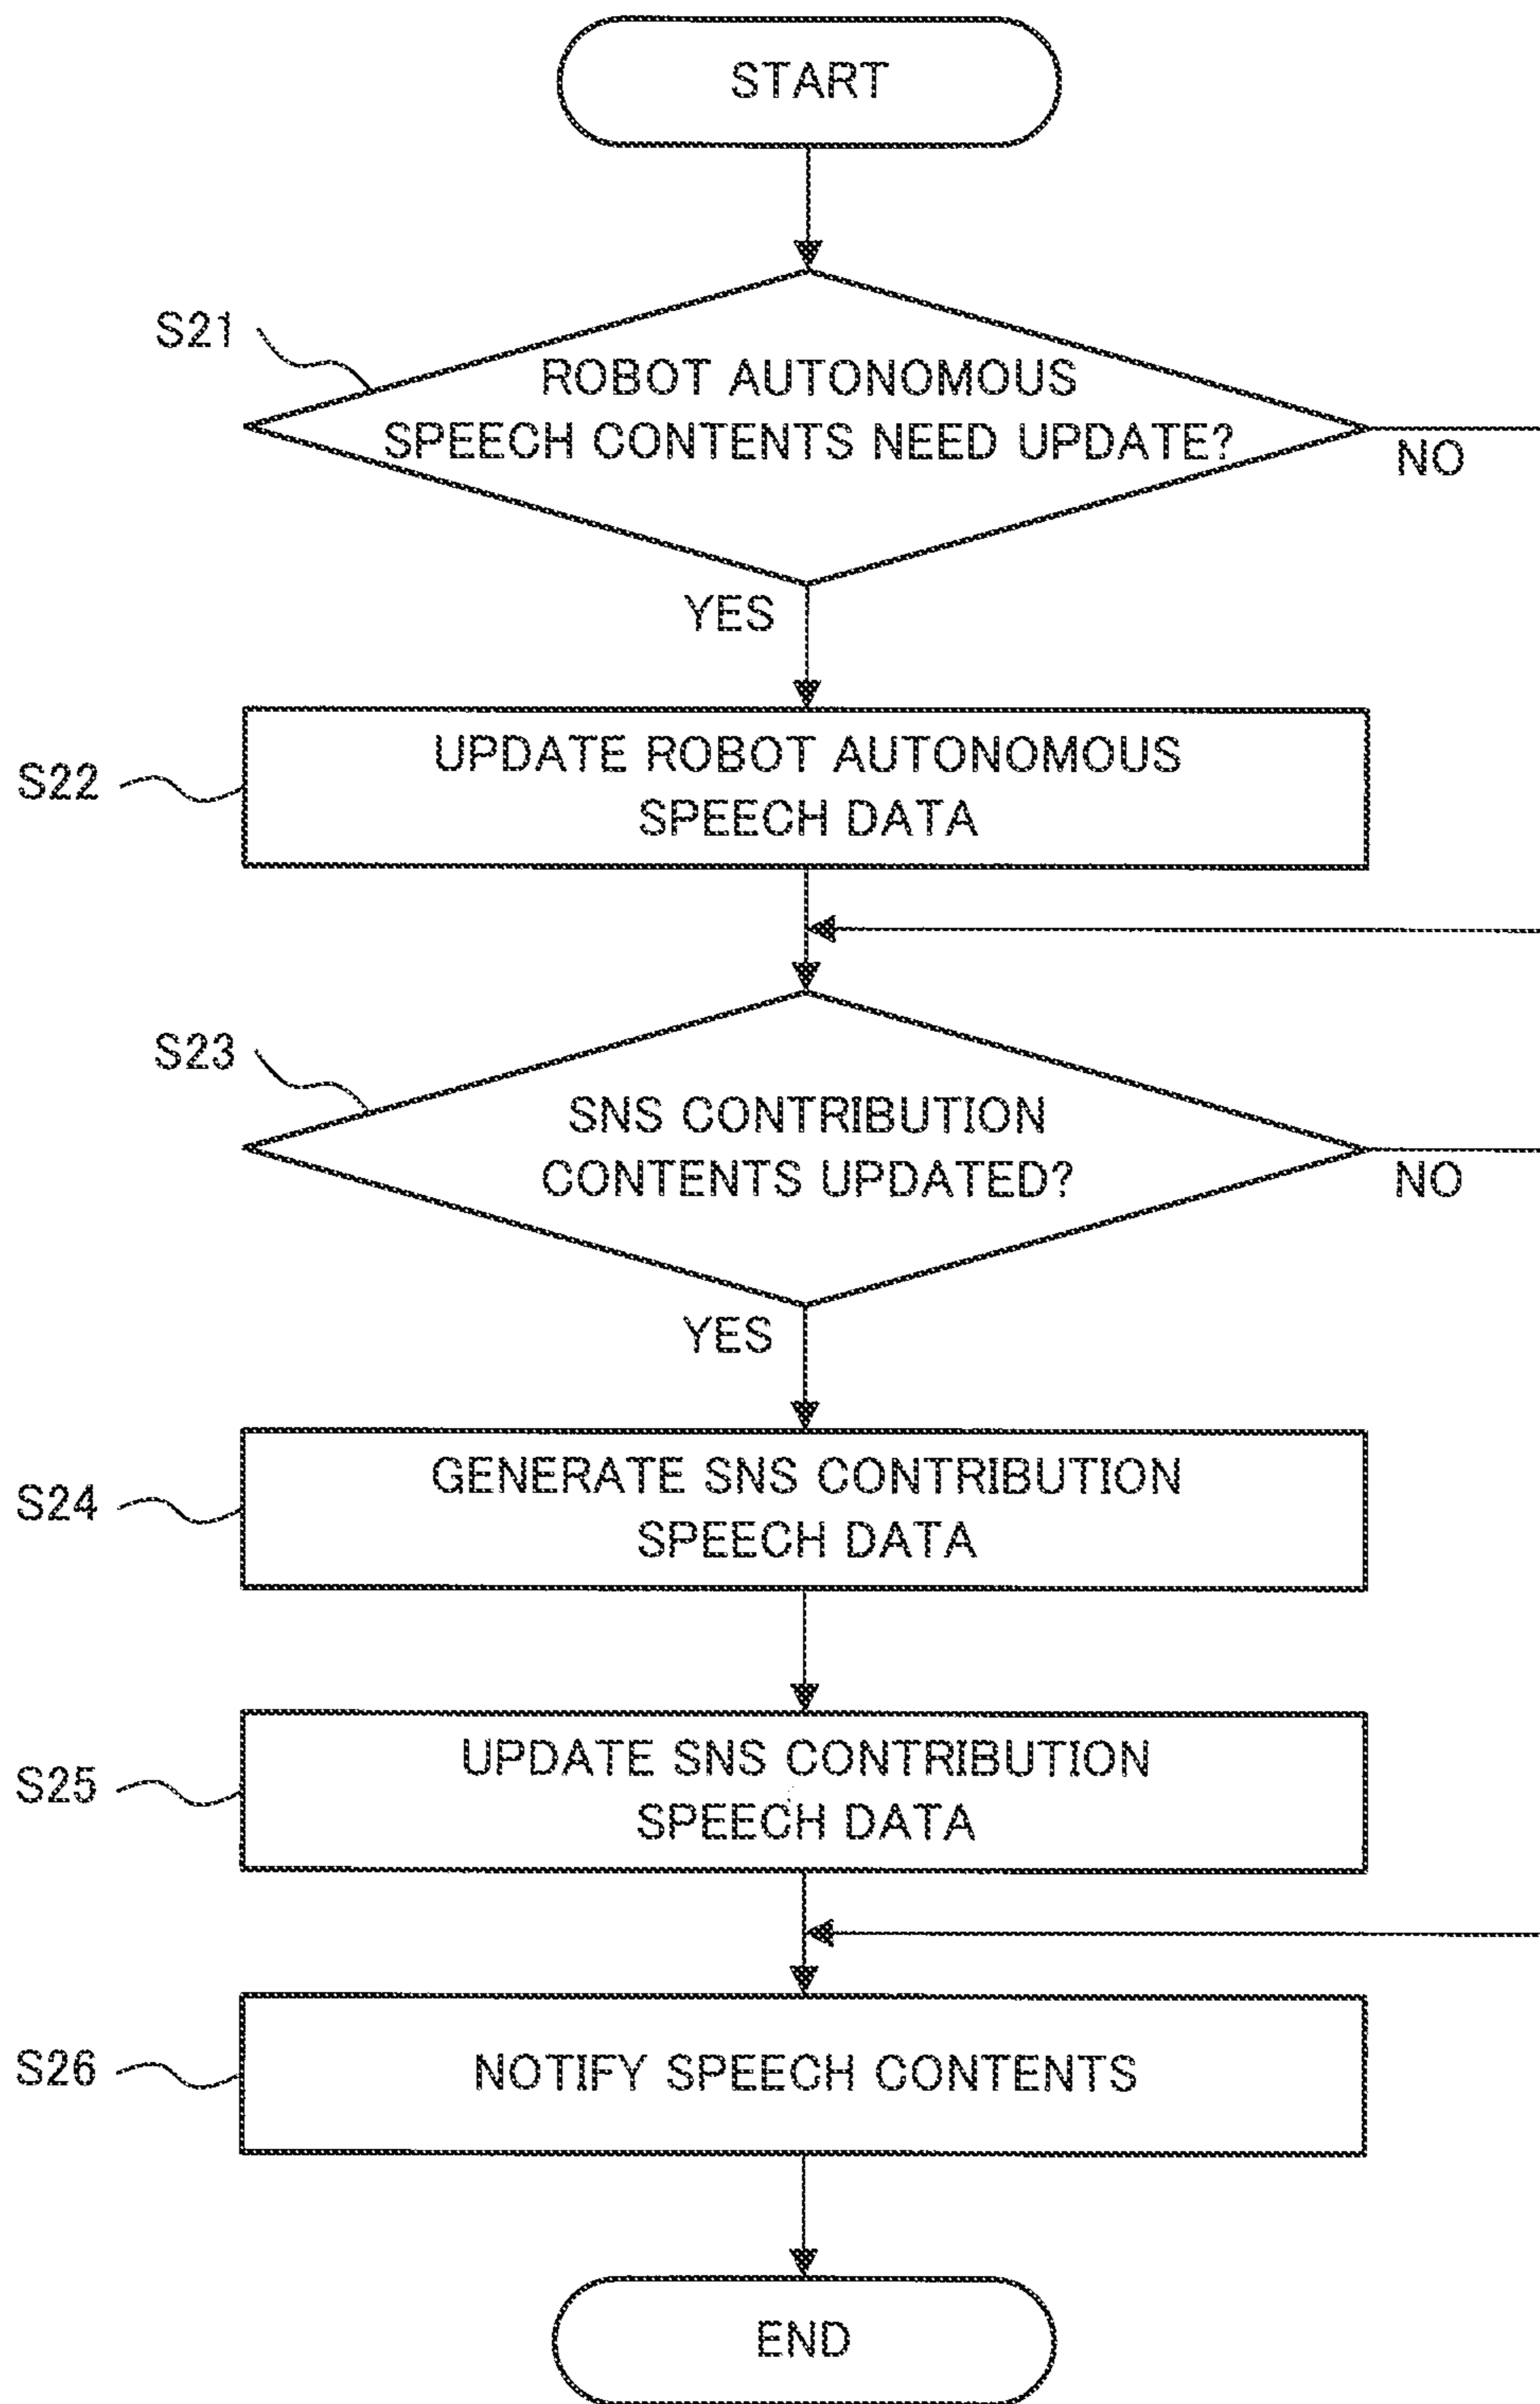 START
S21
ROBOT AUTONOMOUS
SPEECH CONTENTS NEED UPDATE?
NO
YES
S22
UPDATE ROBOT AUTONOMOUS
SPEECH DATA
S23
SNS CONTRIBUTION
CONTENTS UPDATED?
NO
YES
S24
GENERATE SNS CONTRIBUTION
SPEECH DATA
S25
UPDATE SNS CONTRIBUTION
SPEECH DATA
S26
NOTIFY SPEECH CONTENTS
END